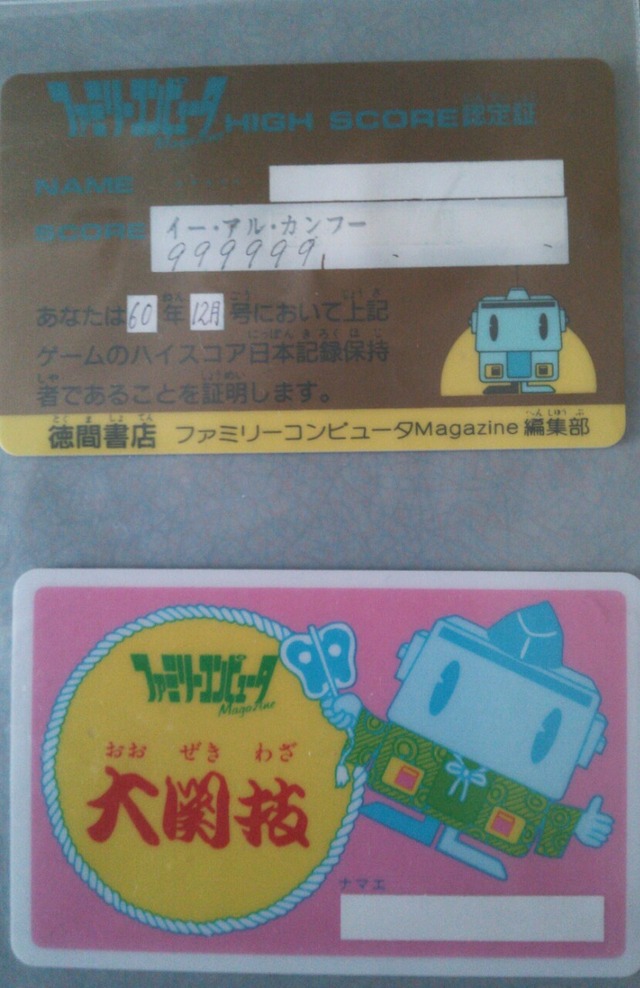 ファミリーコンピュータ Magazine HIGH SCORE認定証
NAME
SCORE イー・アル・カンフー
999999
あなたは60年12月号において上記
ゲームのハイスコア日本記録保持
者であることを証明します。
徳間書店 ファミリーコンピュータMagazine編集部
ファミリーコンピュータ
Magazine
おお ぜき わざ
大関技
ナマエ